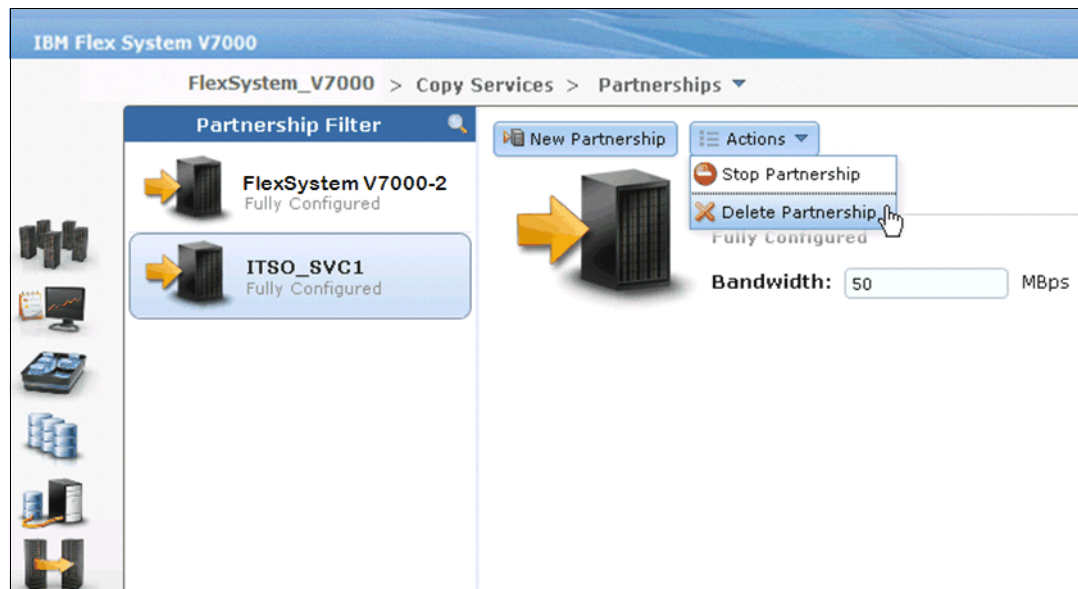 IBM Flex System V7000
FlexSystem_V7000 > Copy Services > Partnerships
Partnership Filter
FlexSystem V7000-2
Fully Configured
ITSO_SVC1
Fully Configured
New Partnership
Actions
Stop Partnership
Delete Partnership
Fully Configured
Bandwidth: 50 MBps